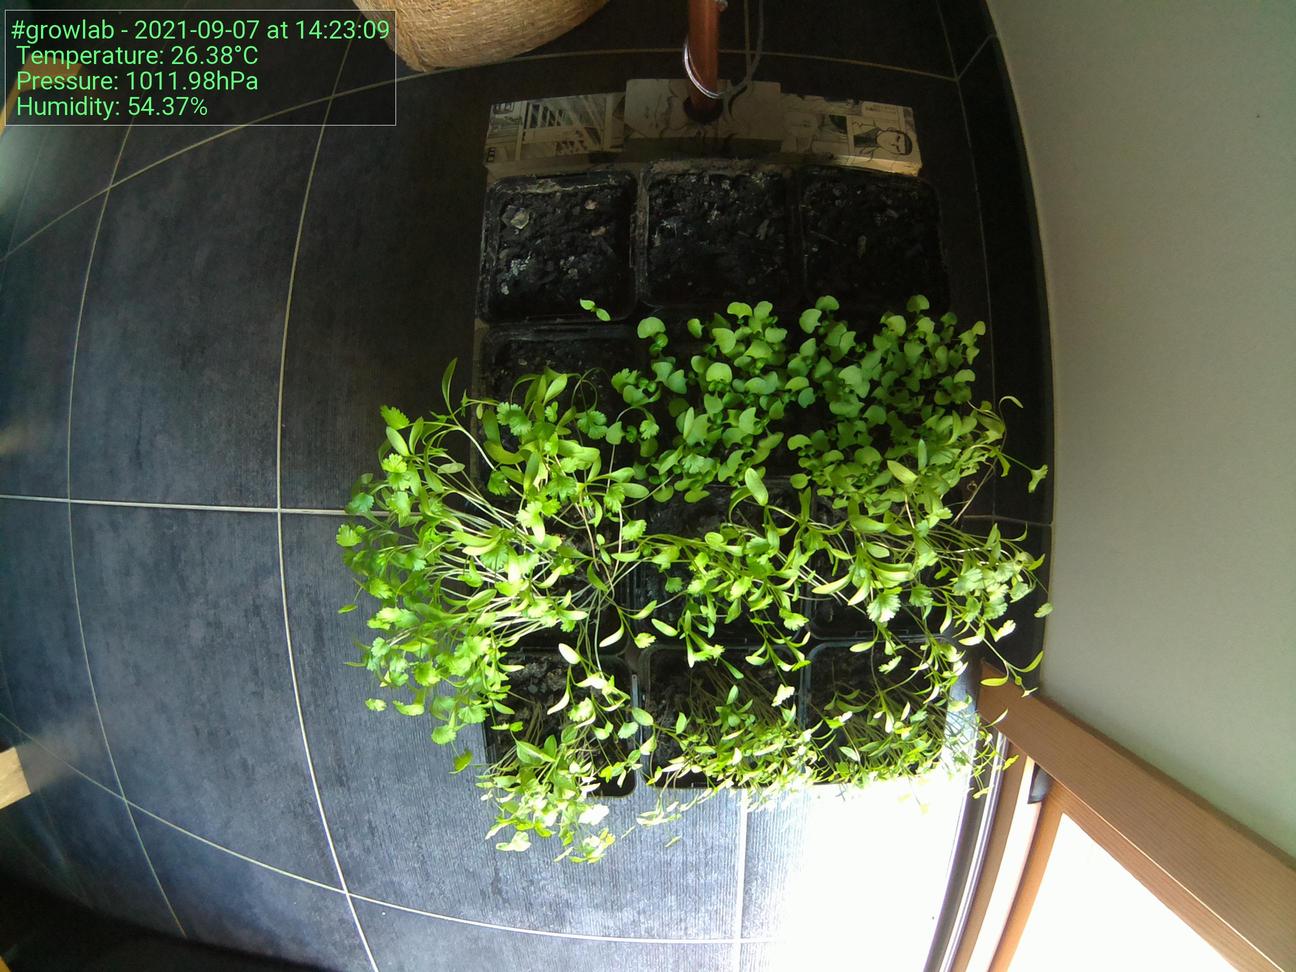 #growlab - 2021-09-07 at 14:23:09
Temperature: 26.38°C
Pressure: 1011.98hPa
Humidity: 54.37%